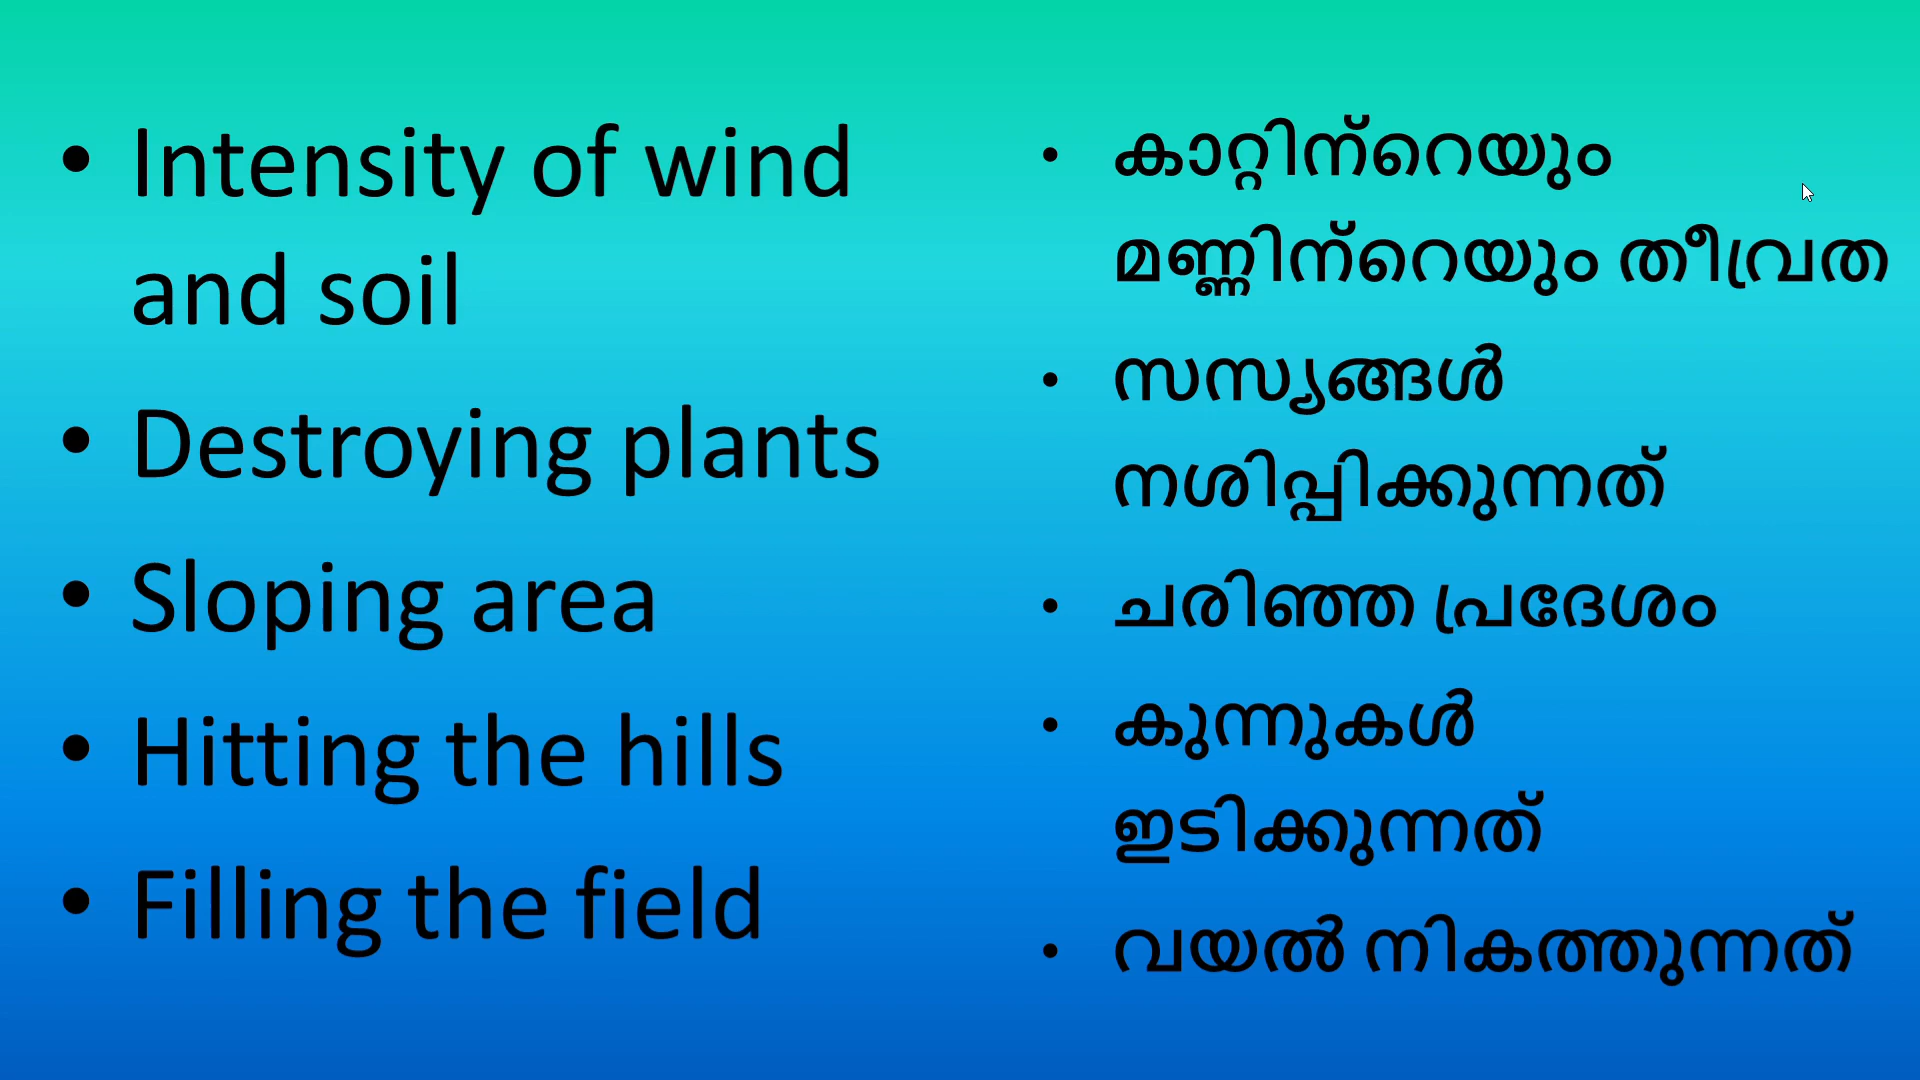 • Intensity of wind
and soil
• Destroying plants
• Sloping area
• Hitting the hills
• Filling the field
• കാറ്റിന്റെയും
മണ്ണിന്റെയും തീവ്രത
• സസ്യങ്ങൾ
നശിപ്പിക്കുന്നത്
• ചരിഞ്ഞ പ്രദേശം
• കുന്നുകൾ
ഇടിക്കുന്നത്
• വയൽ നികത്തുന്നത്